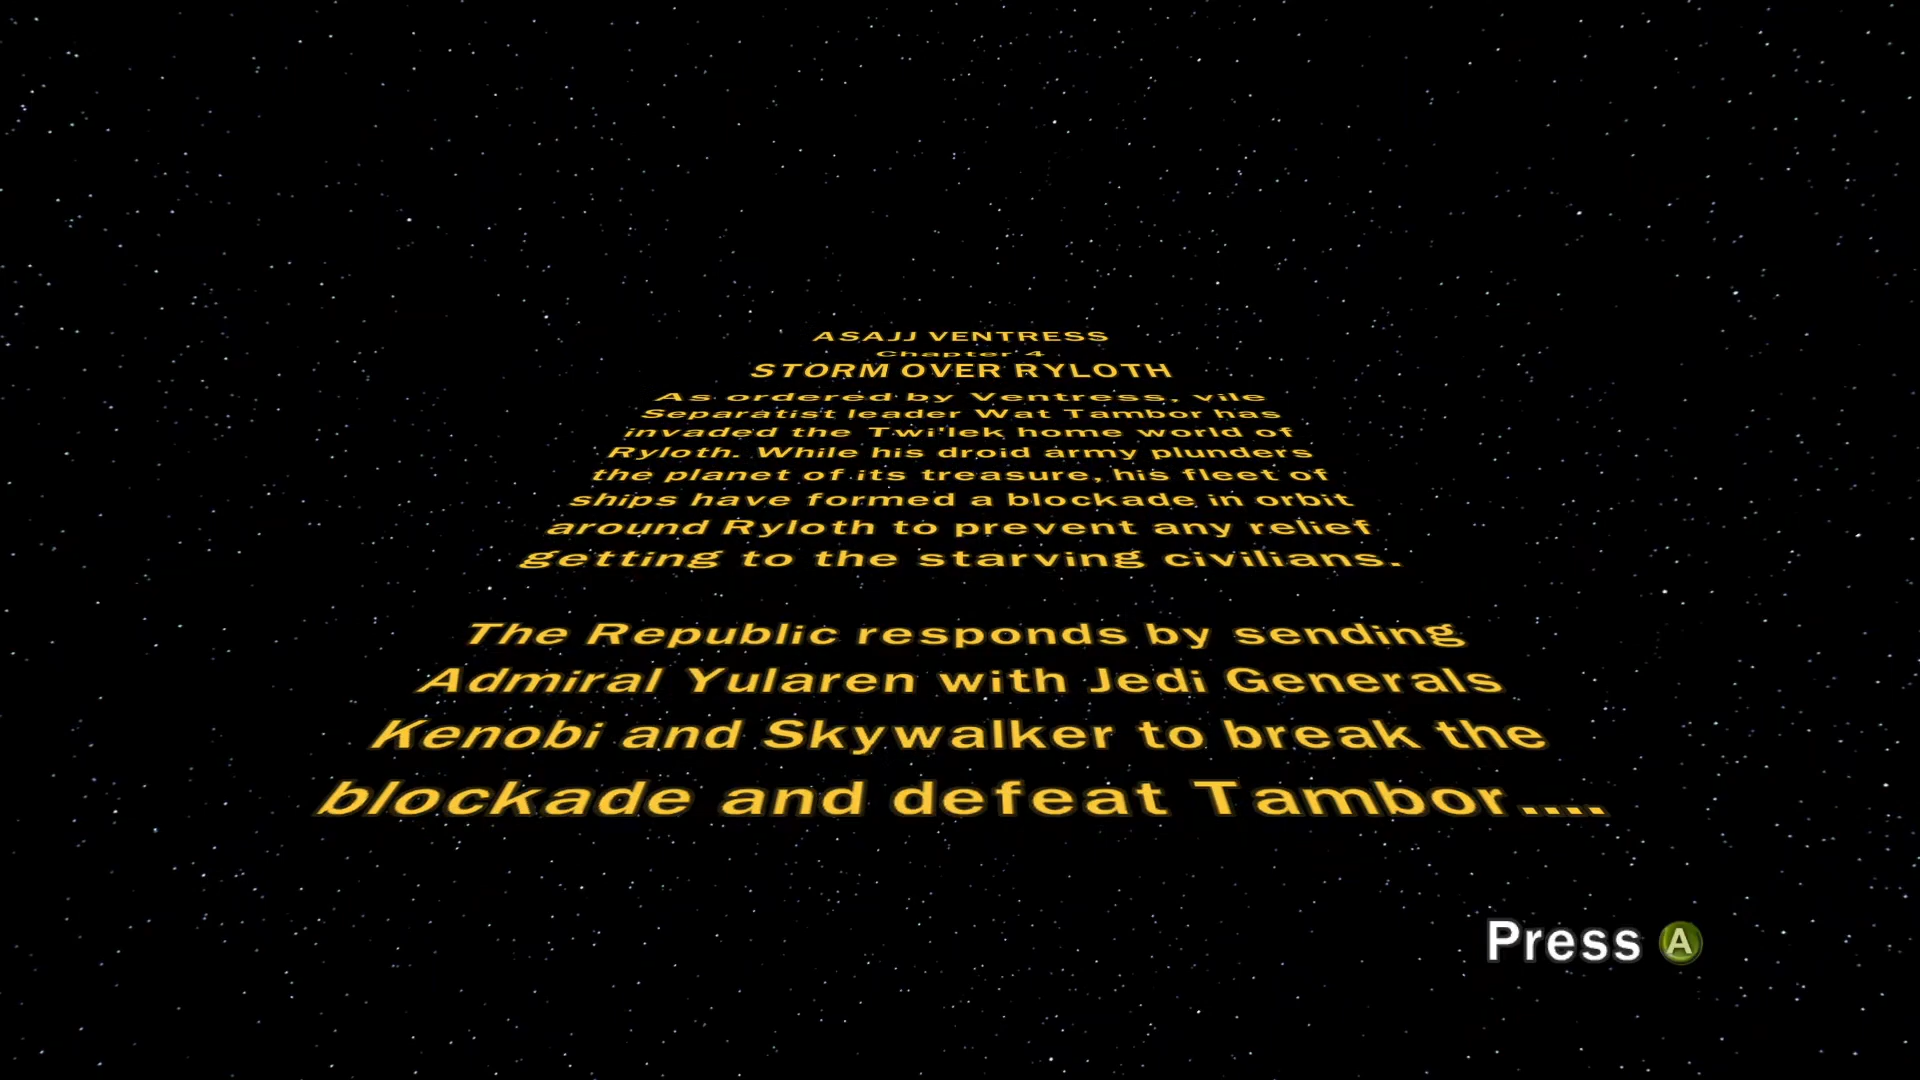 ASAJJ VENTRESS
Chapter 4
STORM OVER RYLOTH
As ordered by Ventress, vile
Separatist leader Wat Tambor has
invaded the Twi'lek home world of
Ryloth. While his droid army plunders
the planet of its treasure, his fleet of
ships have formed a blockade in orbit
around Ryloth to prevent any relief
getting to the starving civilians.
The Republic responds by sending
Admiral Yularen with Jedi Generals
Kenobi and Skywalker to break the
blockade and defeat Tambor....
Press A